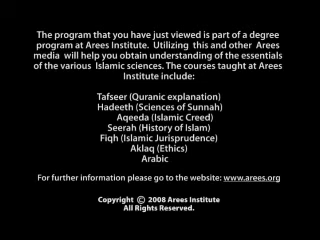 The program that you have just viewed is part of a degree
program at Arees Institute. Utilizing this and other Arees
media will help you obtain understanding of the essentials
of the various Islamic sciences. The courses taught at Arees
Institute include:
Tafseer (Quranic explanation)
Hadeeth (Sciences of Sunnah)
Aqeeda (Islamic Creed)
Seerah (History of Islam)
Fiqh (Islamic Jurisprudence)
Aklaq (Ethics)
Arabic
For further information please go to the website: www.arees.org
Copyright © 2008 Arees Institute
All Rights Reserved.